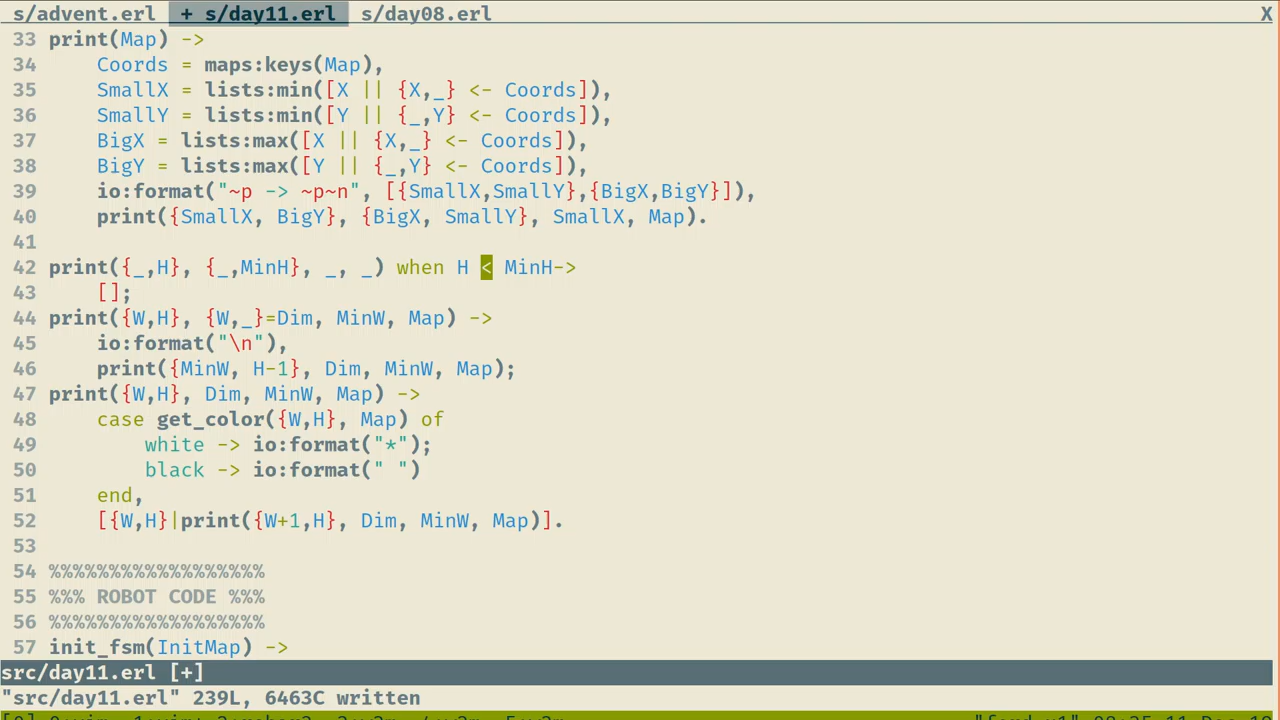 s/advent.erl  + s/day11.erl  s/day08.erl X
33 print(Map) ->
34     Coords = maps:keys(Map),
35     SmallX = lists:min([X || {X,_} <- Coords]),
36     SmallY = lists:min([Y || {_,Y} <- Coords]),
37     BigX = lists:max([X || {X,_} <- Coords]),
38     BigY = lists:max([Y || {_,Y} <- Coords]),
39     io:format("~p -> ~p~n", [{SmallX,SmallY},{BigX,BigY}]),
40     print({SmallX, BigY}, {BigX, SmallY}, SmallX, Map).
41
42 print({_,H}, {_,MinH}, _, _) when H < MinH->
43     [];
44 print({W,H}, {W,_}=Dim, MinW, Map) ->
45     io:format("\n"),
46     print({MinW, H-1}, Dim, MinW, Map);
47 print({W,H}, Dim, MinW, Map) ->
48     case get_color({W,H}, Map) of
49         white -> io:format("*");
50         black -> io:format(" ")
51     end,
52     [{W,H}|print({W+1,H}, Dim, MinW, Map)].
53
54 %%%%%%%%%%%%%%%%%%
55 %%% ROBOT CODE %%%
56 %%%%%%%%%%%%%%%%%%
57 init_fsm(InitMap) ->
src/day11.erl [+]
"src/day11.erl" 239L, 6463C written